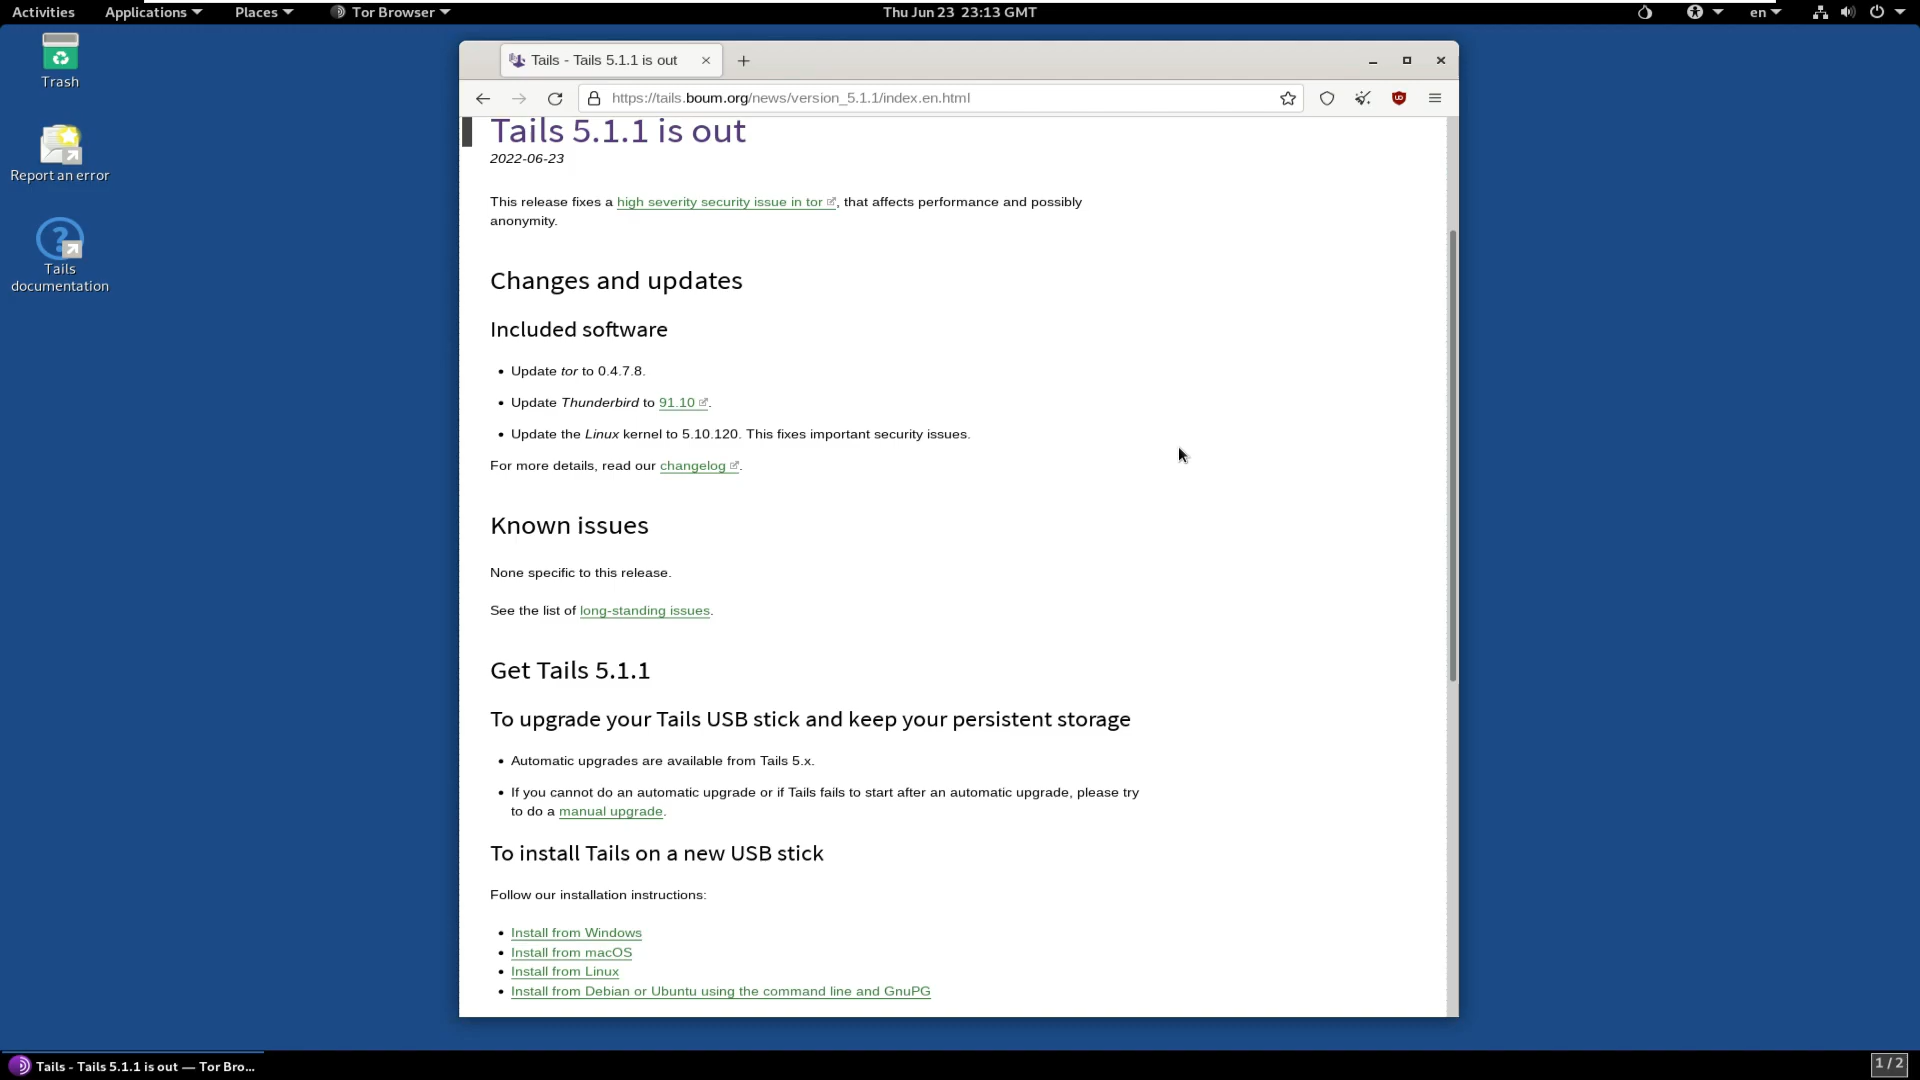 Activities Applications Places Tor Browser Thu Jun 23 23:13 GMT en
Trash
Report an error
Tails
documentation
Tails - Tails 5.1.1 is out
https://tails.boum.org/news/version_5.1.1/index.en.html
Tails 5.1.1 is out
2022-06-23
This release fixes a high severity security issue in tor, that affects performance and possibly
anonymity.
Changes and updates
Included software
• Update tor to 0.4.7.8.
• Update Thunderbird to 91.10.
• Update the Linux kernel to 5.10.120. This fixes important security issues.
For more details, read our changelog.
Known issues
None specific to this release.
See the list of long-standing issues.
Get Tails 5.1.1
To upgrade your Tails USB stick and keep your persistent storage
• Automatic upgrades are available from Tails 5.x.
• If you cannot do an automatic upgrade or if Tails fails to start after an automatic upgrade, please try
to do a manual upgrade.
To install Tails on a new USB stick
Follow our installation instructions:
• Install from Windows
• Install from macOS
• Install from Linux
• Install from Debian or Ubuntu using the command line and GnuPG
Tails - Tails 5.1.1 is out — Tor Bro...
1 / 2